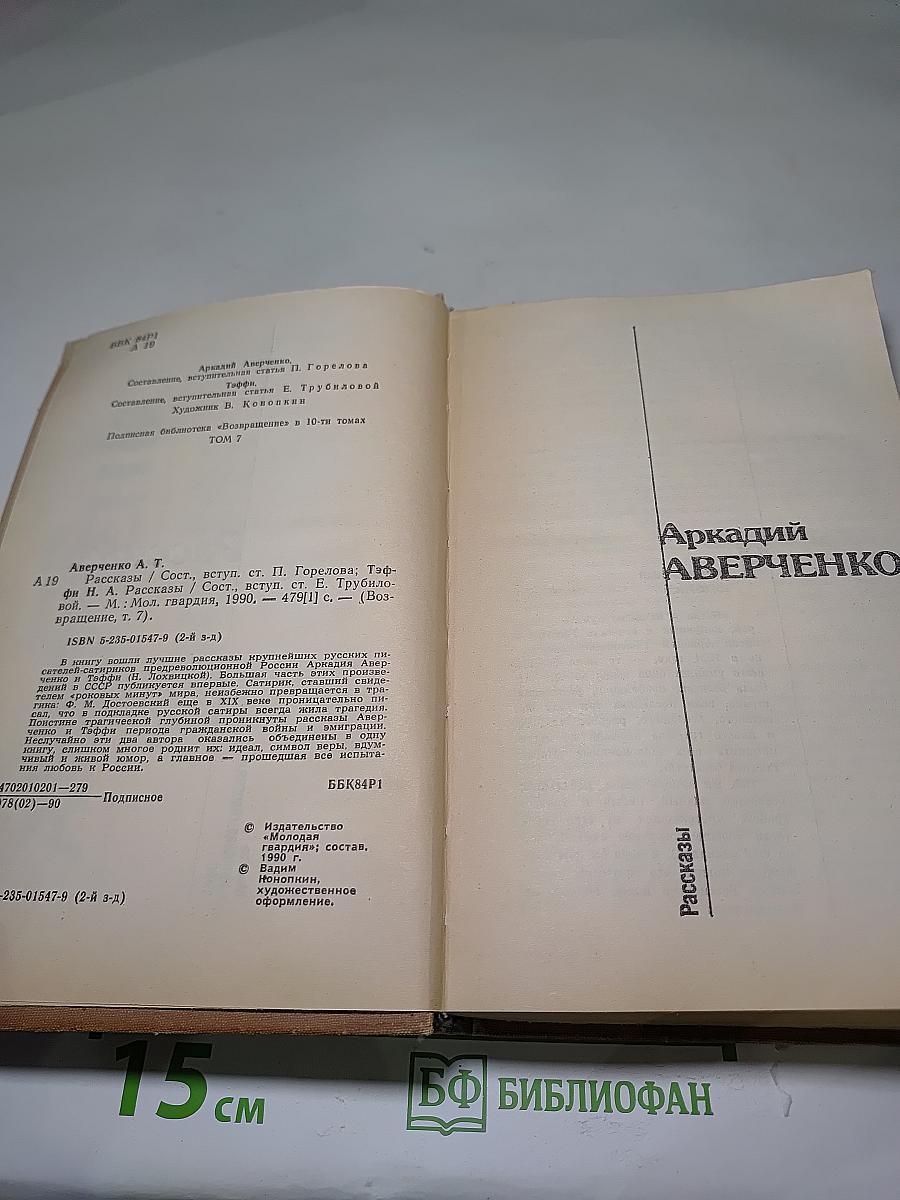 ББК 84Р1
А 19
Аркадий Аверченко.
Составление, вступительная статья П. Горелова
Тэффи.
Составление, вступительная статья Е. Трубиловой
Художник В. Конопкин
Подписная библиотека «Возвращение» в 10-ти томах
ТОМ 7
Аверченко А. Т.
А 19 Рассказы / Сост., вступ. ст. П. Горелова; Тэф-
фи Н. А. Рассказы / Сост., вступ. ст. Е. Трубило-
вой. — М.: Мол. гвардия, 1990. — 479[1] с. — (Воз-
вращение, т. 7).
ISBN 5-235-01547-9 (2-й з-д)
В книгу вошли лучшие рассказы крупнейших русских пи-
сателей-сатириков предреволюционной России Аркадия Авер-
ченко и Тэффи (Н. Лохвицкой). Большая часть этих произве-
дений в СССР публикуется впервые. Сатирик, ставший свиде-
телем «роковых минут» мира, неизбежно превращается в тра-
гика: Ф. М. Достоевский еще в XIX веке проницательно пи-
сал, что в подкладке русской сатиры всегда жила трагедия.
Поистине трагической глубиной проникнуты рассказы Авер-
ченко и Тэффи периода гражданской войны и эмиграции.
Неслучайно эти два автора оказались объединены в одну
книгу, слишком многое роднит их: идеал, символ веры, вдум-
чивый и живой юмор, а главное — прошедшая все испыта-
ния любовь к России.
4702010201—279
078(02)—90
Подписное
ББК84Р1
© Издательство
«Молодая
гвардия»; состав.
1990 г.
© Вадим
Конопкин,
художественное
оформление.
-235-01547-9 (2-й з-д)
Аркадий
АВЕРЧЕНКО
Рассказы
15 см
БФ БИБЛИОФАН